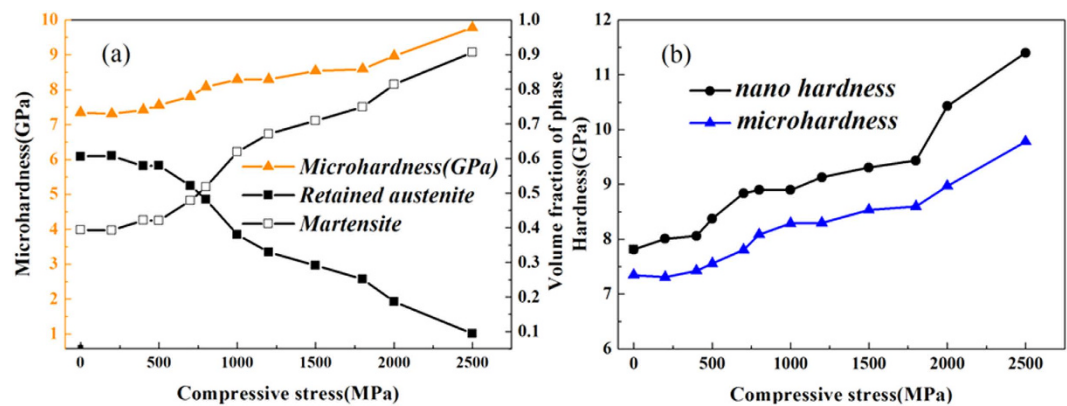 (a)
Microhardness(GPa)
10
9
8
7
6
5
4
3
2
1
Microhardness(GPa)
Retained austenite
Martensite
1.0
0.9
0.8
0.7
0.6
0.5
0.4
0.3
0.2
0.1
Volume fraction of phase
0 500 1000 1500 2000 2500
Compressive stress(MPa)
(b)
Hardness(GPa)
12
11
10
9
8
7
6
nano hardness
microhardness
0 500 1000 1500 2000 2500
Compressive stress(MPa)